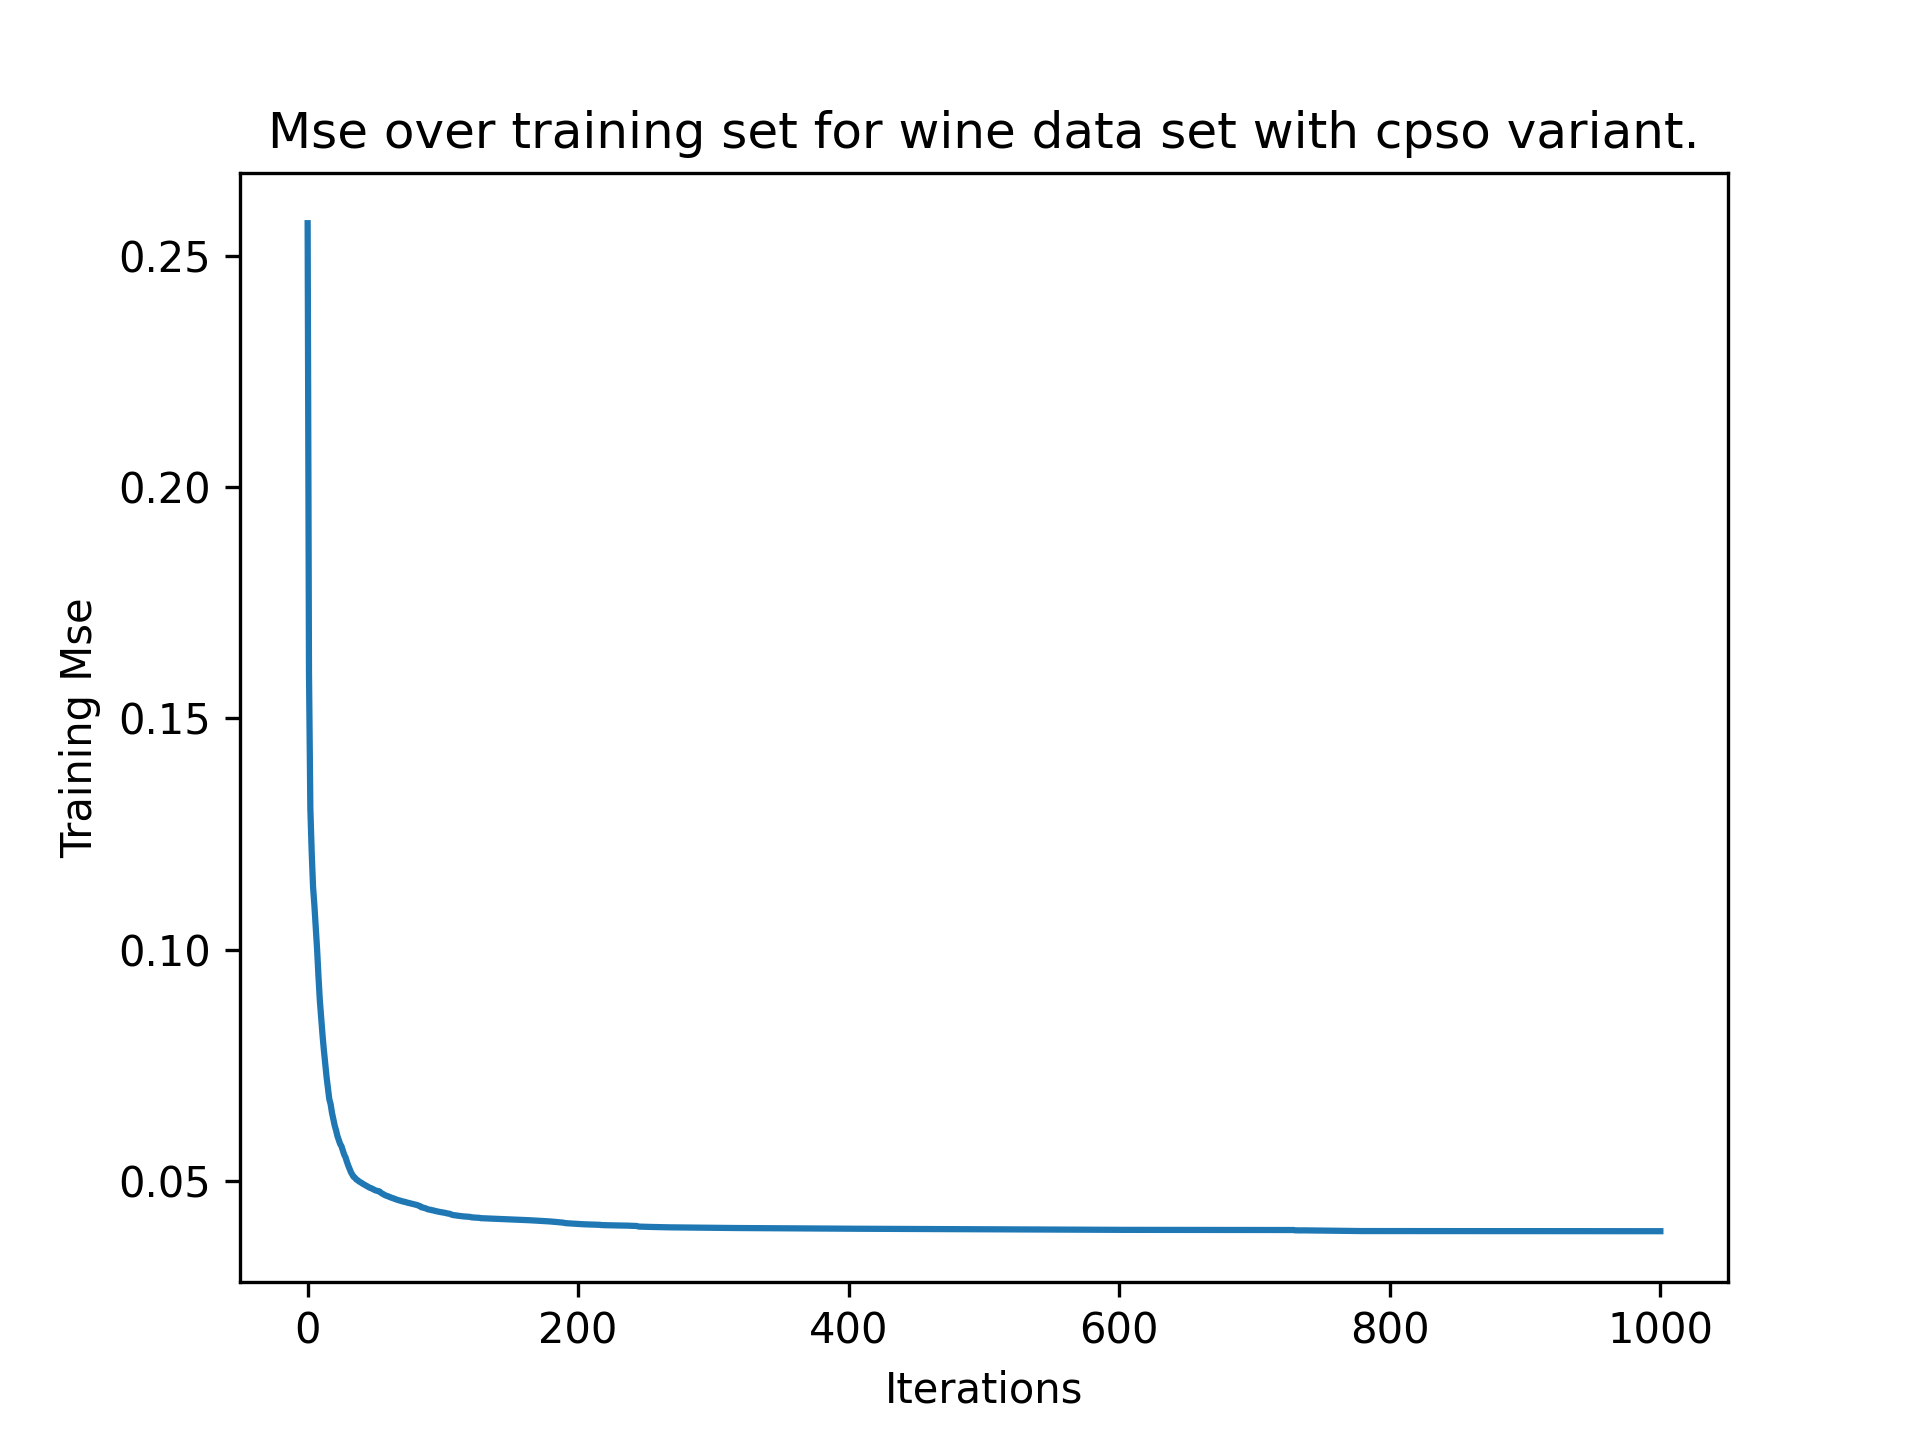 Mse over training set for wine data set with cpso variant.
0.25
0.20
0.15
0.10
0.05
Training Mse
0 200 400 600 800 1000
Iterations